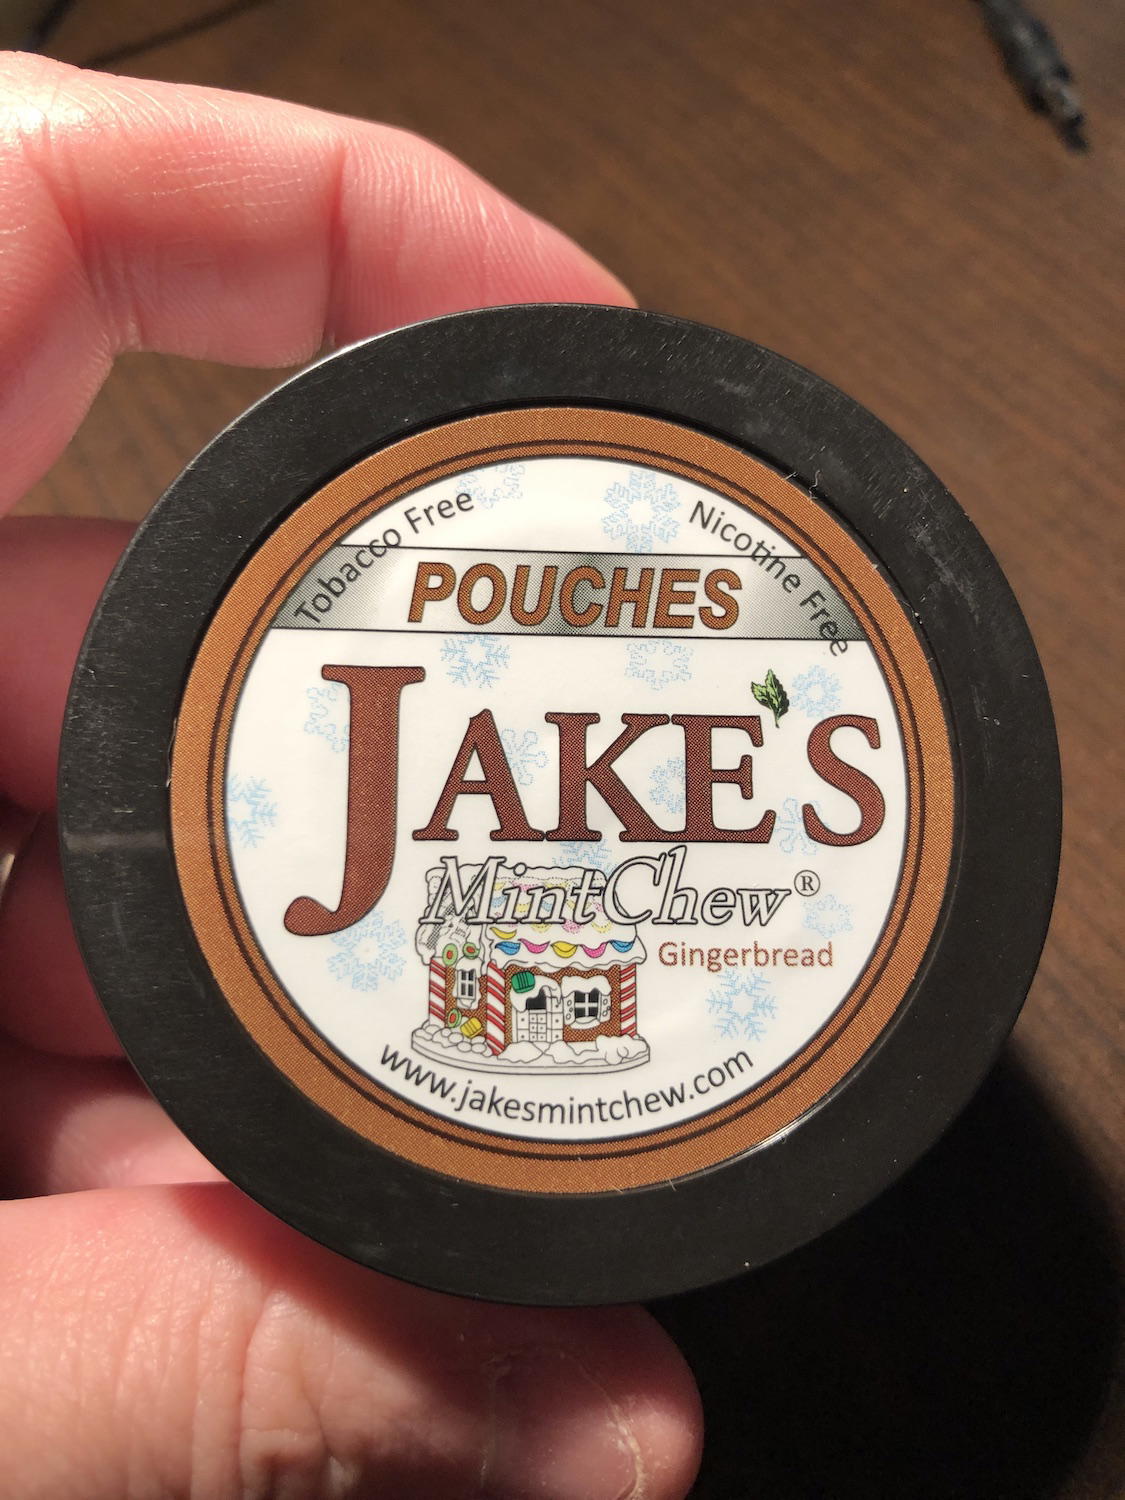 Tobacco Free
Nicotine Free
POUCHES
JAKE'S
MintChew®
Gingerbread
www.jakesmintchew.com